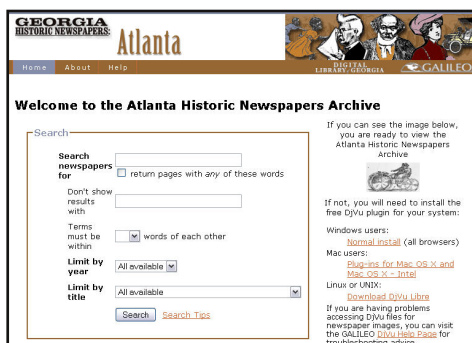 GEORGIA
HISTORIC NEWSPAPERS:
Atlanta
DIGITAL
LIBRARY of GEORGIA
GALILEO
Home About Help
Welcome to the Atlanta Historic Newspapers Archive
Search
Search
newspapers
for
return pages with any of these words
Don't show
results
with
Terms
must be
within
words of each other
Limit by
year
All available
Limit by
title
All available
Search Search Tips
If you can see the image below,
you are ready to view the
Atlanta Historic Newspapers
Archive
If not, you will need to install the
free DjVu plugin for your system:
Windows users:
Normal install (all browsers)
Mac users:
Plug-ins for Mac OS X and
Mac OS X - Intel
Linux or UNIX:
Download DjVu Libre
If you are having problems
accessing DjVu files for
newspaper images, you can visit
the GALILEO DjVu Help Page for
troubleshooting advice